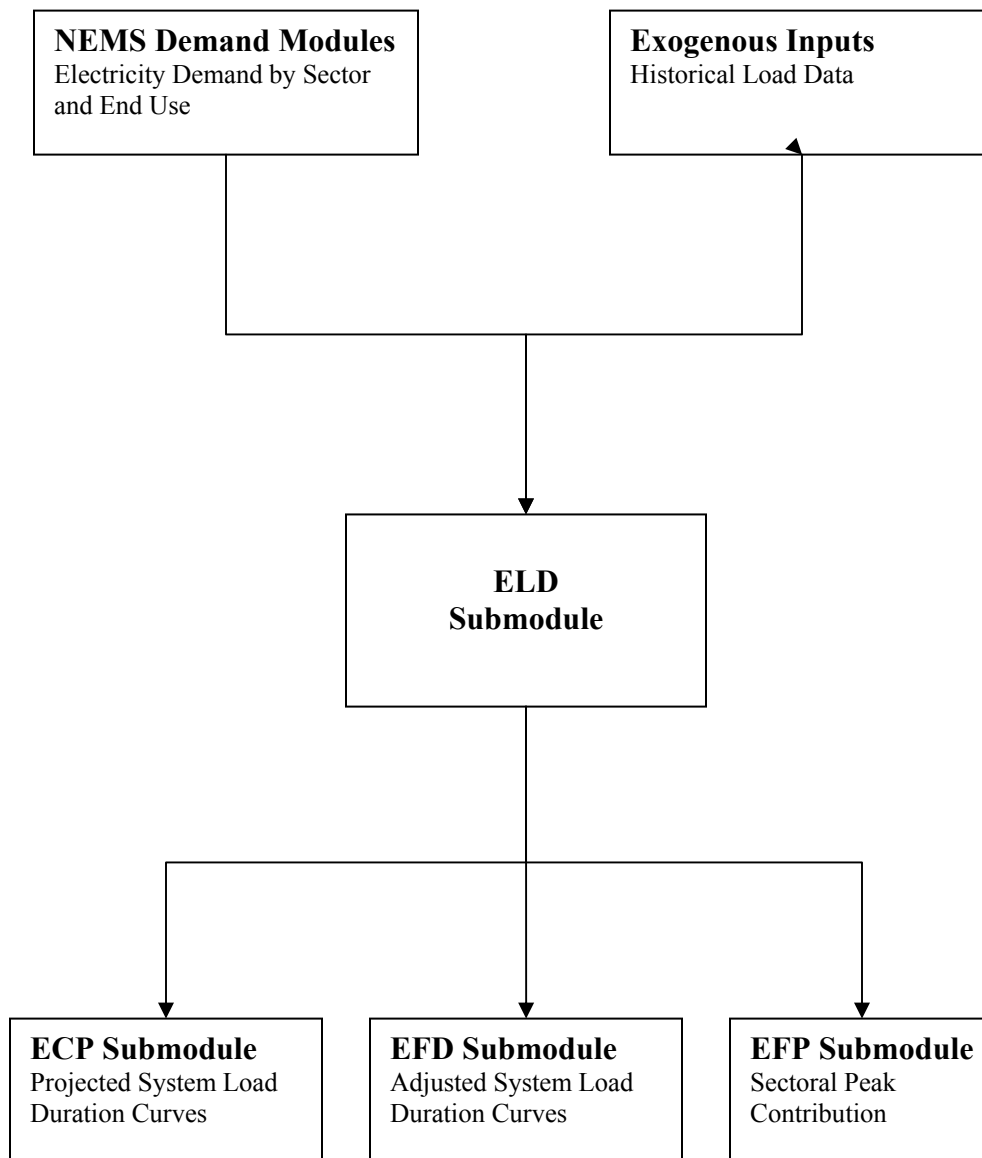 NEMS Demand Modules
Electricity Demand by Sector
and End Use
Exogenous Inputs
Historical Load Data
ELD
Submodule
ECP Submodule
Projected System Load
Duration Curves
EFD Submodule
Adjusted System Load
Duration Curves
EFP Submodule
Sectoral Peak
Contribution